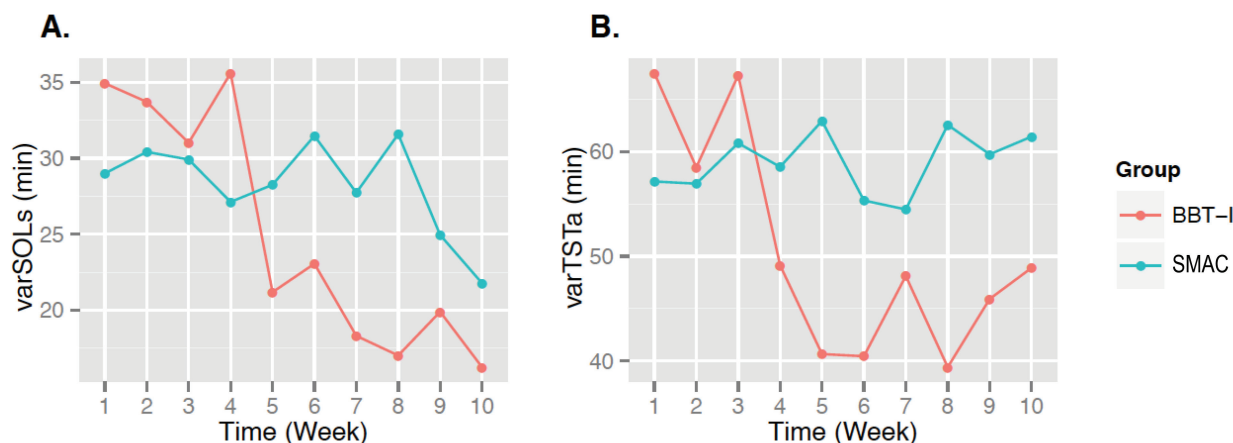 A.
varSOLs (min)
35
30
25
20
1 2 3 4 5 6 7 8 9 10
Time (Week)
B.
varTSTa (min)
60
50
40
1 2 3 4 5 6 7 8 9 10
Time (Week)
Group
BBT-I
SMAC